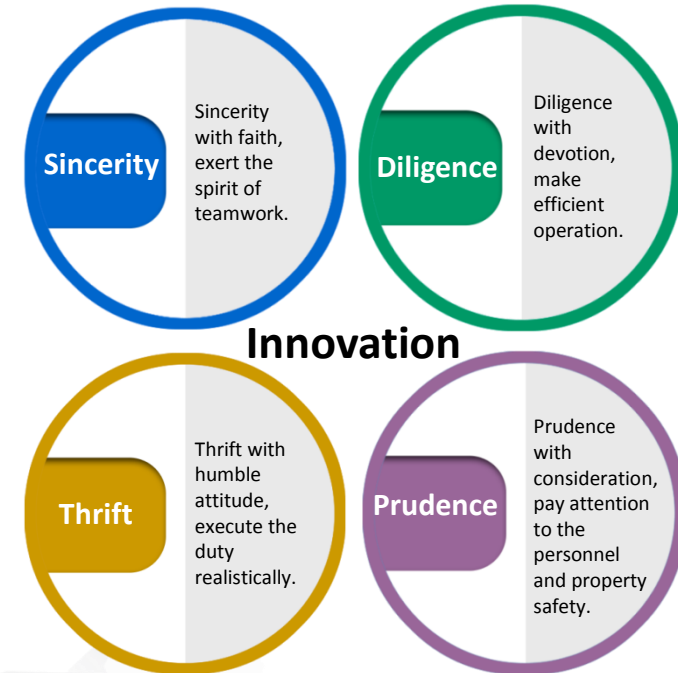 Sincerity
Sincerity
with faith,
exert the
spirit of
teamwork.
Diligence
Diligence
with
devotion,
make
efficient
operation.
Innovation
Thrift
Thrift with
humble
attitude,
execute the
duty
realistically.
Prudence
Prudence
with
consideration,
pay attention
to the
personnel
and property
safety.